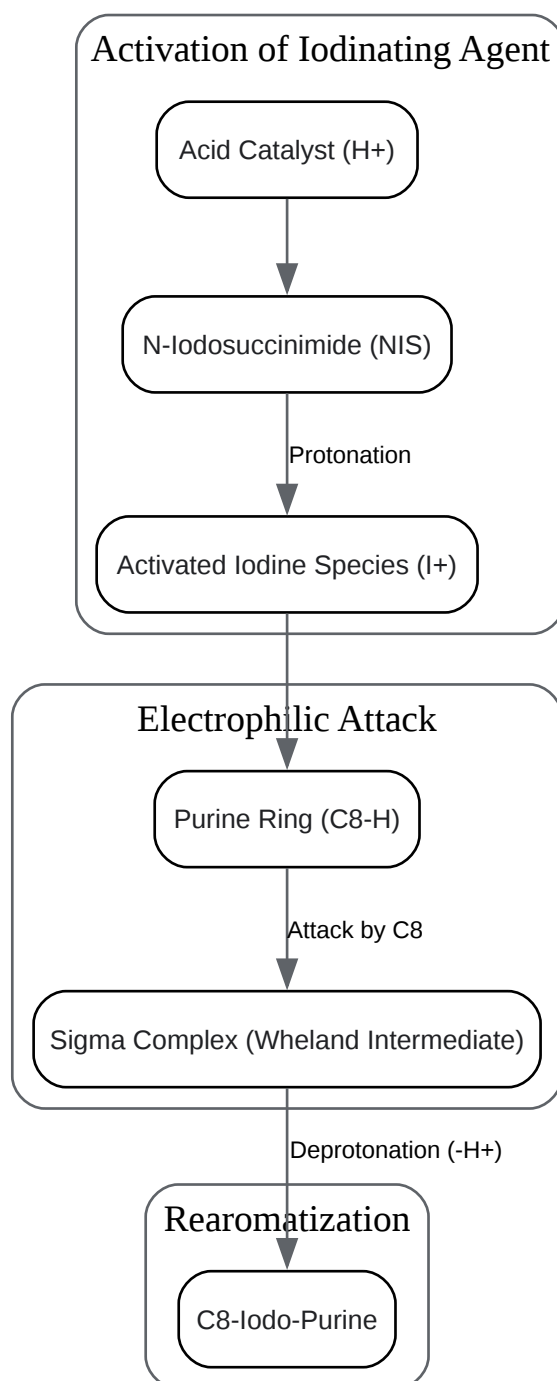 Activation of Iodinating Agent
Acid Catalyst (H+)
N-Iodosuccinimide (NIS)
Protonation
Activated Iodine Species (I+)
Electrophilic Attack
Purine Ring (C8-H)
Attack by C8
Sigma Complex (Wheland Intermediate)
Deprotonation (-H+)
Rearomatization
C8-Iodo-Purine